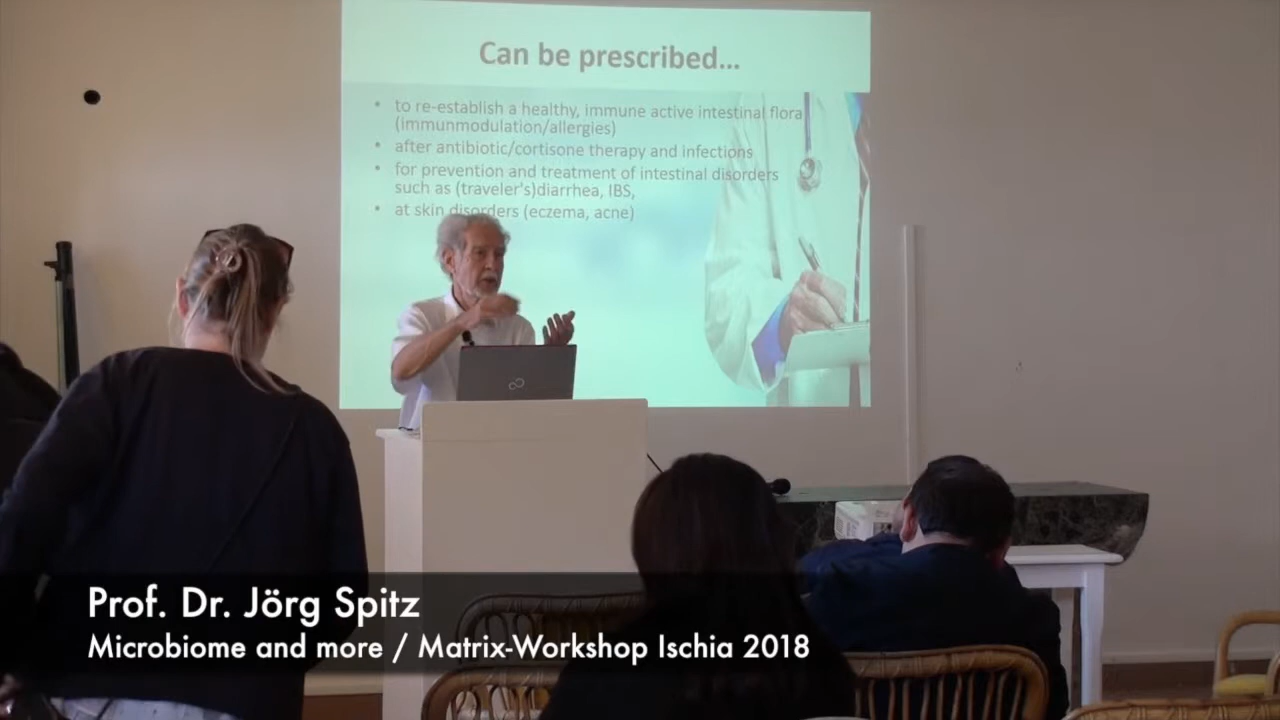 Can be prescribed...
• to re-establish a healthy, immune active intestinal flora
(immunmodulation/allergies)
• after antibiotic/cortisone therapy and infections
• for prevention and treatment of intestinal disorders
such as (traveler's)diarrhea, IBS,
• at skin disorders (eczema, acne)
Prof. Dr. Jörg Spitz
Microbiome and more / Matrix-Workshop Ischia 2018